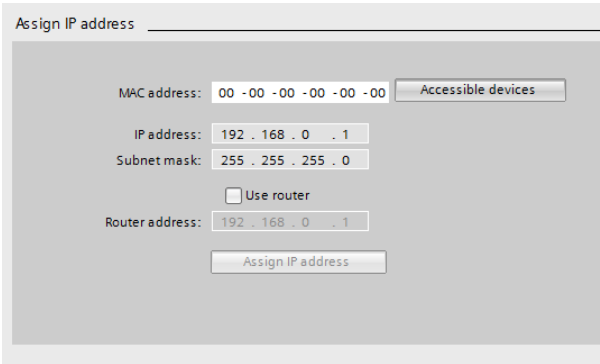 Assign IP address
MAC address: 00 -00 -00 -00 -00 -00 Accessible devices
IP address: 192 . 168 . 0 . 1
Subnet mask: 255 . 255 . 255 . 0
Use router
Router address: 192 . 168 . 0 . 1
Assign IP address